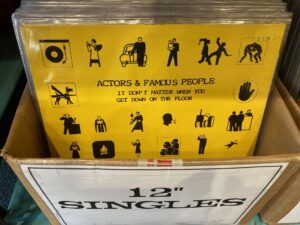 ACTORS & FAMOUS PEOPLE
IT DON'T MATTER WHEN YOU
GET DOWN ON THE FLOOR
12"
SINGLES